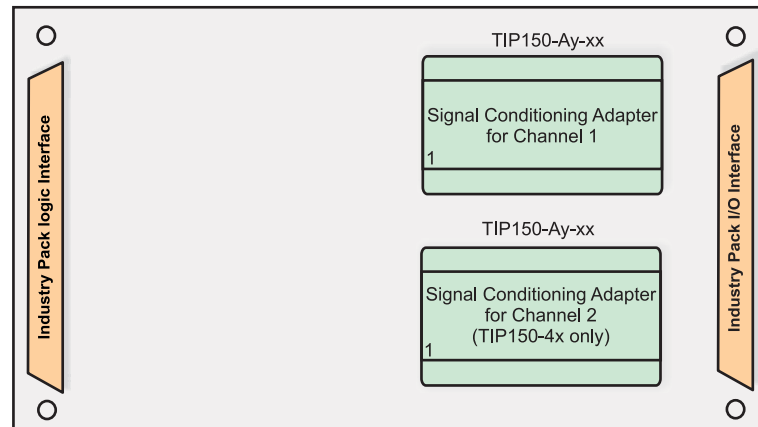 TIP150-Ay-xx
Signal Conditioning Adapter
for Channel 1
1
TIP150-Ay-xx
Signal Conditioning Adapter
for Channel 2
(TIP150-4x only)
1
Industry Pack logic Interface
Industry Pack I/O Interface